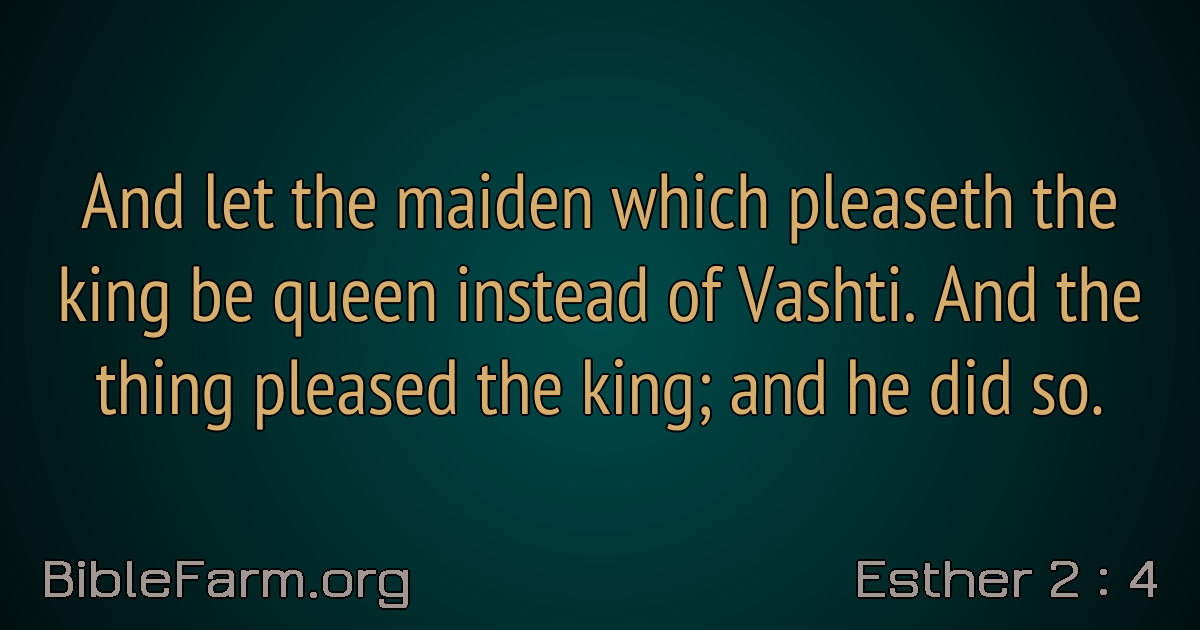 And let the maiden which pleaseth the
king be queen instead of Vashti. And the
thing pleased the king; and he did so.
BibleFarm.org
Esther 2 : 4